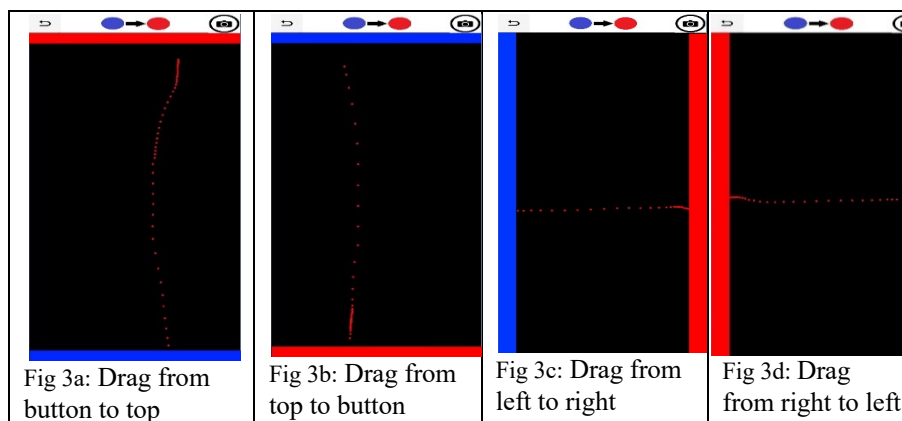 Fig 3a: Drag from
button to top
Fig 3b: Drag from
top to button
Fig 3c: Drag from
left to right
Fig 3d: Drag
from right to left